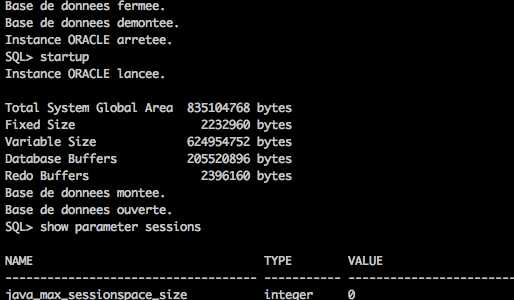 Base de donnees fermee.
Base de donnees demontee.
Instance ORACLE arretee.
SQL> startup
Instance ORACLE lancee.
Total System Global Area  835104768 bytes
Fixed Size                  2232960 bytes
Variable Size             624954752 bytes
Database Buffers          205520896 bytes
Redo Buffers                2396160 bytes
Base de donnees montee.
Base de donnees ouverte.
SQL> show parameter sessions
NAME                                 TYPE        VALUE
------------------------------------ ----------- ------------------------
java_max_sessionspace_size           integer     0